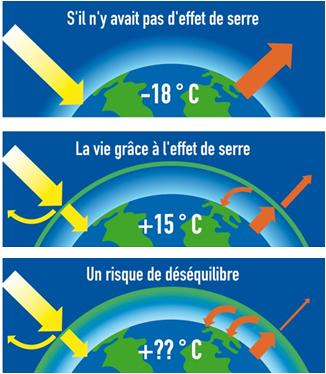 S'il n'y avait pas d'effet de serre
-18°C
La vie grâce à l'effet de serre
+15°C
Un risque de déséquilibre
+??°C